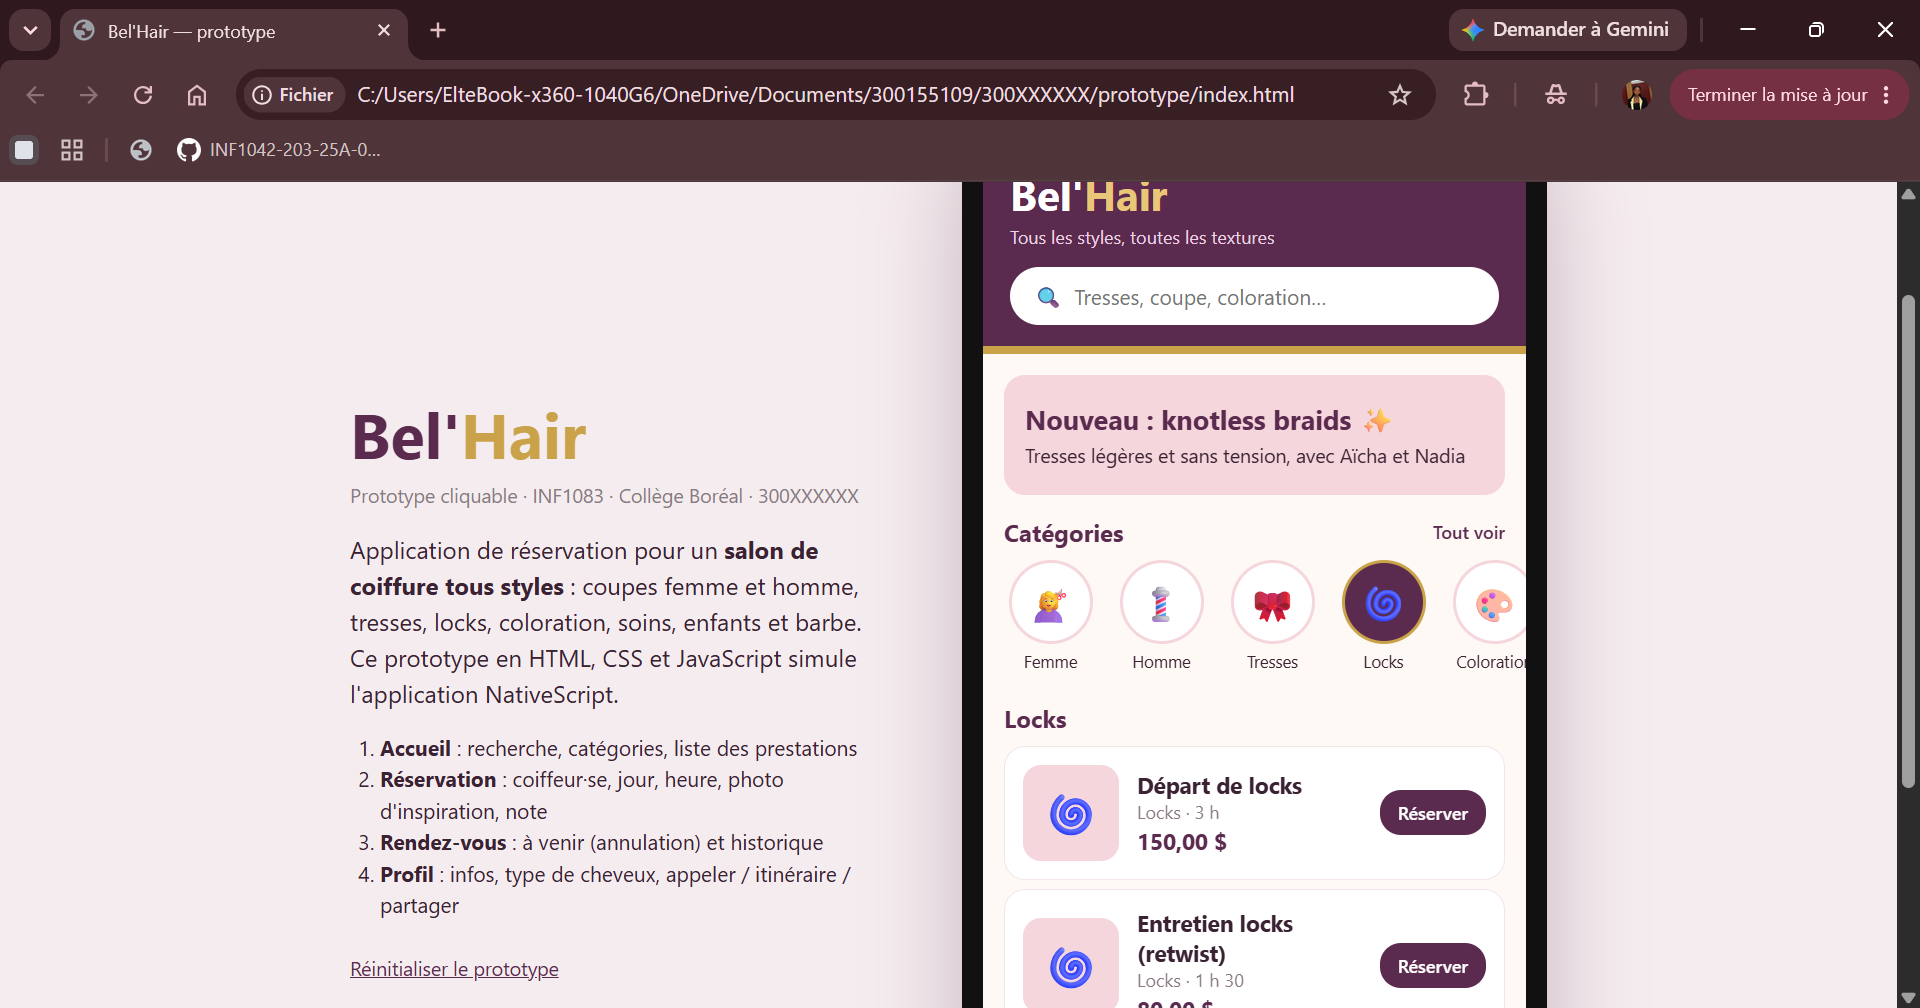 Bel'Hair — prototype
Demander à Gemini
Fichier
C:/Users/ElteBook-x360-1040G6/OneDrive/Documents/300155109/300XXXXXX/prototype/index.html
Terminer la mise à jour
INF1042-203-25A-0...
Bel'Hair
Prototype cliquable · INF1083 · Collège Boréal · 300XXXXXX
Application de réservation pour un salon de
coiffure tous styles : coupes femme et homme,
tresses, locks, coloration, soins, enfants et barbe.
Ce prototype en HTML, CSS et JavaScript simule
l'application NativeScript.
1. Accueil : recherche, catégories, liste des prestations
2. Réservation : coiffeur·se, jour, heure, photo
d'inspiration, note
3. Rendez-vous : à venir (annulation) et historique
4. Profil : infos, type de cheveux, appeler / itinéraire /
partager
Réinitialiser le prototype
Bel'Hair
Tous les styles, toutes les textures
Tresses, coupe, coloration...
Nouveau : knotless braids ✨
Tresses légères et sans tension, avec Aïcha et Nadia
Catégories
Tout voir
Femme
Homme
Tresses
Locks
Coloration
Locks
Départ de locks
Locks · 3 h
150,00 $
Réserver
Entretien locks
(retwist)
Locks · 1 h 30
80,00 $
Réserver